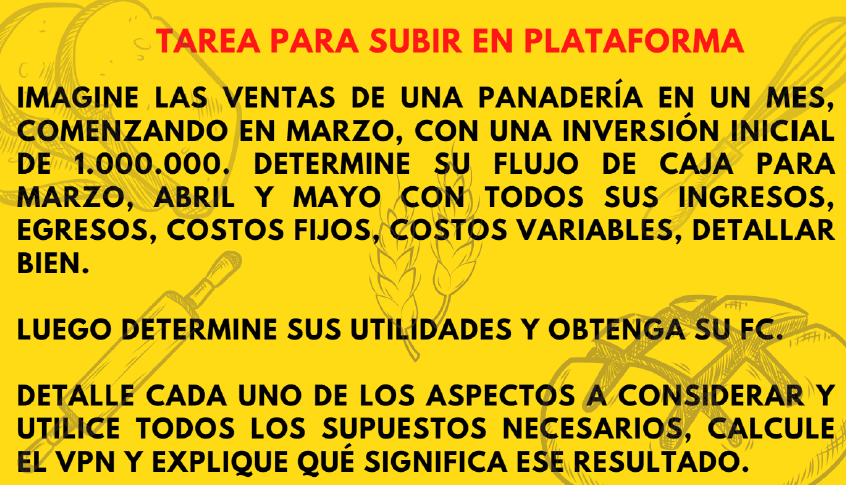 TAREA PARA SUBIR EN PLATAFORMA
IMAGINE LAS VENTAS DE UNA PANADERÍA EN UN MES,
COMENZANDO EN MARZO, CON UNA INVERSIÓN INICIAL
DE 1.000.000. DETERMINE SU FLUJO DE CAJA PARA
MARZO, ABRIL Y MAYO CON TODOS SUS INGRESOS,
EGRESOS, COSTOS FIJOS, COSTOS VARIABLES, DETALLAR
BIEN.
LUEGO DETERMINE SUS UTILIDADES Y OBTENGA SU FC.
DETALLE CADA UNO DE LOS ASPECTOS A CONSIDERAR Y
UTILICE TODOS LOS SUPUESTOS NECESARIOS, CALCULE
EL VPN Y EXPLIQUE QUÉ SIGNIFICA ESE RESULTADO.